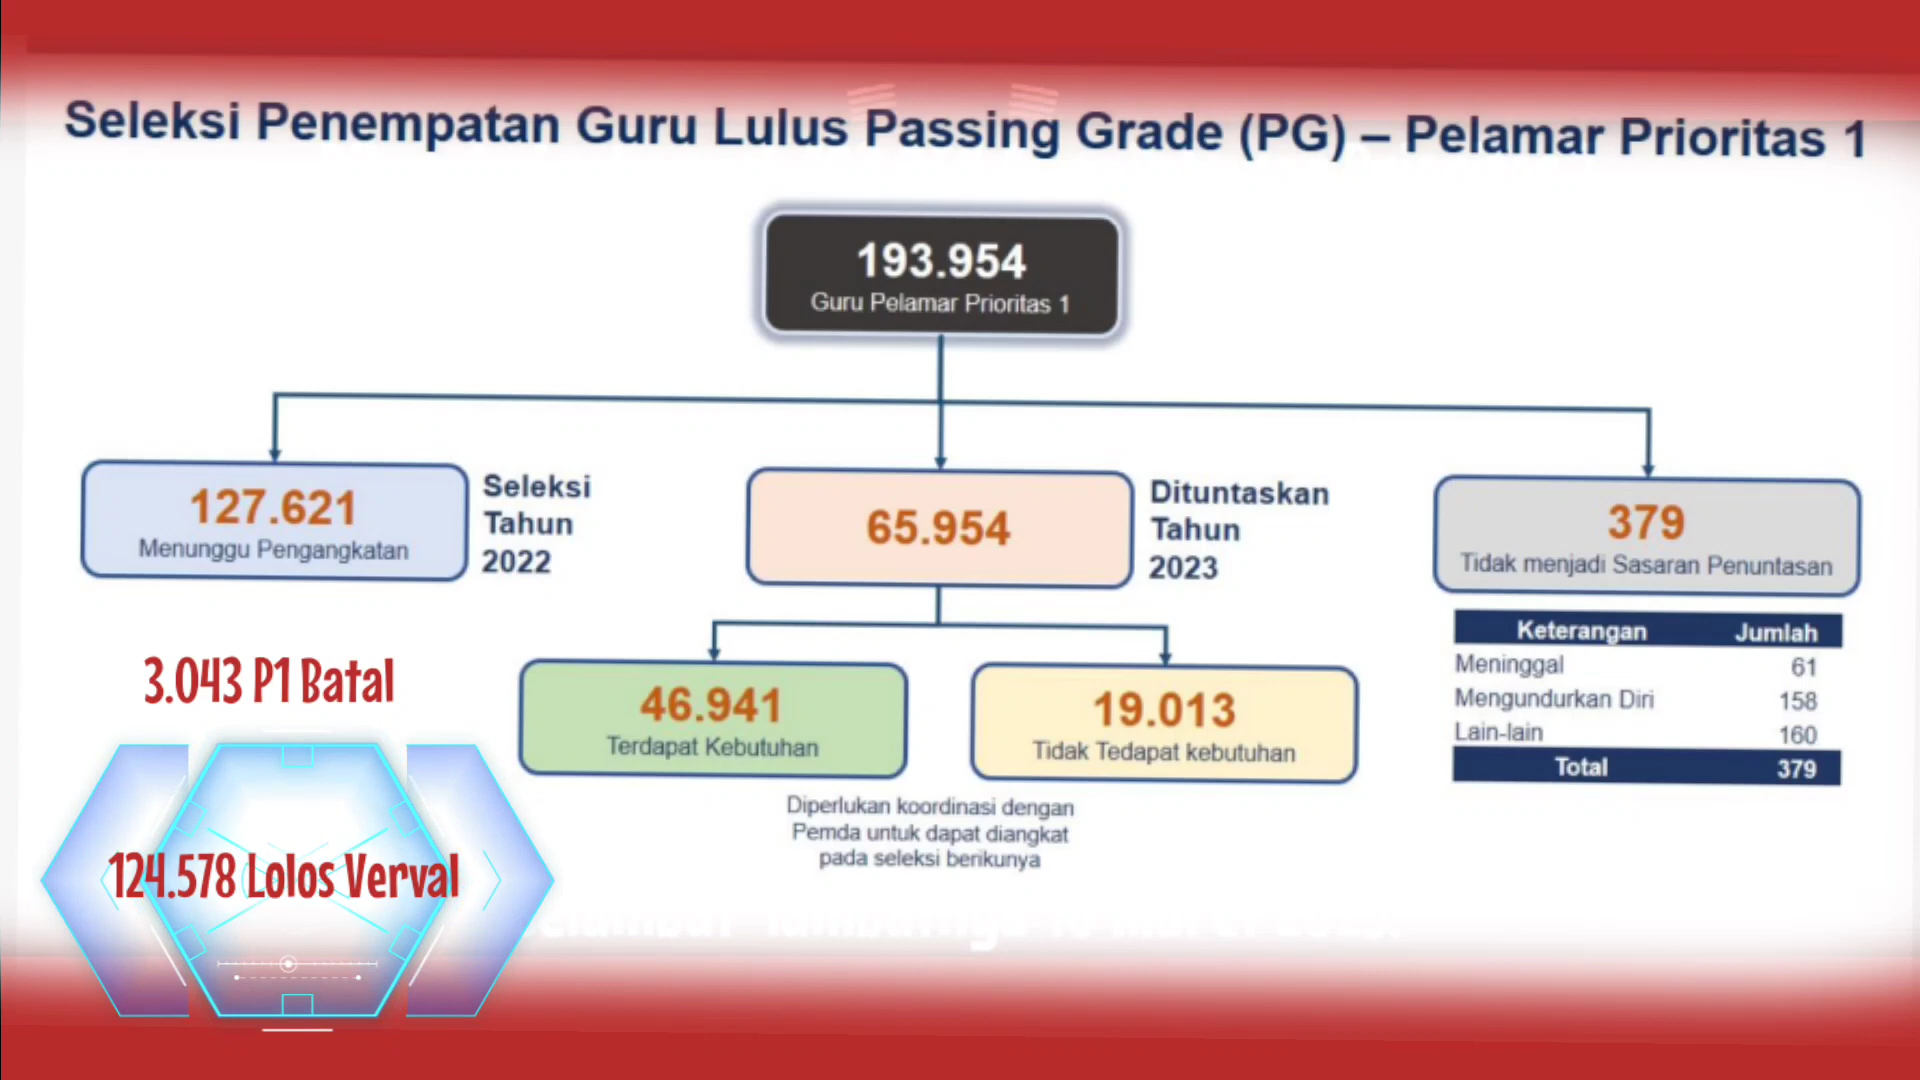 Seleksi Penempatan Guru Lulus Passing Grade (PG) – Pelamar Prioritas 1
193.954
Guru Pelamar Prioritas 1
127.621
Menunggu Pengangkatan
Seleksi
Tahun
2022
65.954
Dituntaskan
Tahun
2023
379
Tidak menjadi Sasaran Penuntasan
Keterangan Jumlah
Meninggal 61
Mengundurkan Diri 158
Lain-lain 160
Total 379
3.043 P1 Batal
46.941
Terdapat Kebutuhan
19.013
Tidak Tedapat kebutuhan
Diperlukan koordinasi dengan
Pemda untuk dapat diangkat
pada seleksi berikunya
124.578 Lolos Verval